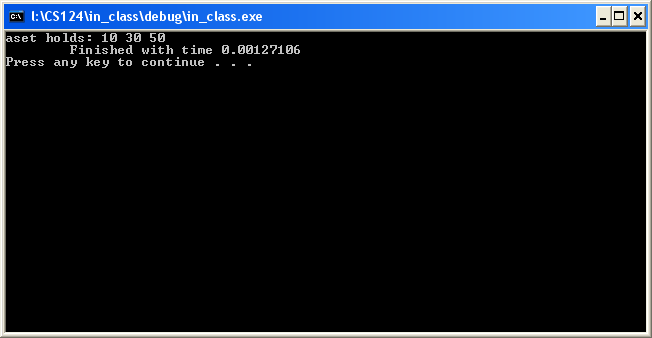 I:\CS124\in_class\debug\in_class.exe
aset holds: 10 30 50
Finished with time 0.00127106
Press any key to continue . . .